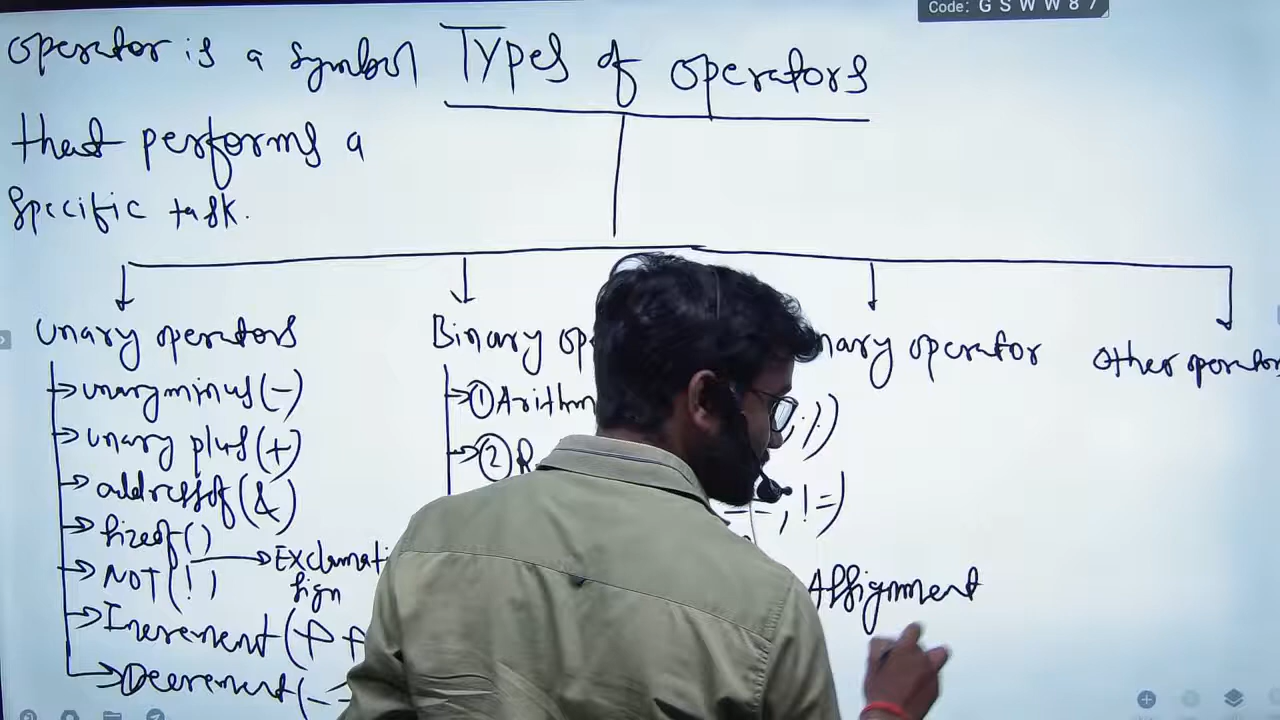 Code: G S W W 8 7
operator is a symbol
Types of operators
that performs a
specific task.
Unary operators
Binary op
nary operator
Other operator
unary minus (-)
unary plus (+)
address of (&)
sizeof ()
NOT (!)
Exclamati
sign
Increment (++
Decrement (--
① Arithm
, %)
② R
==, !=)
Assignment